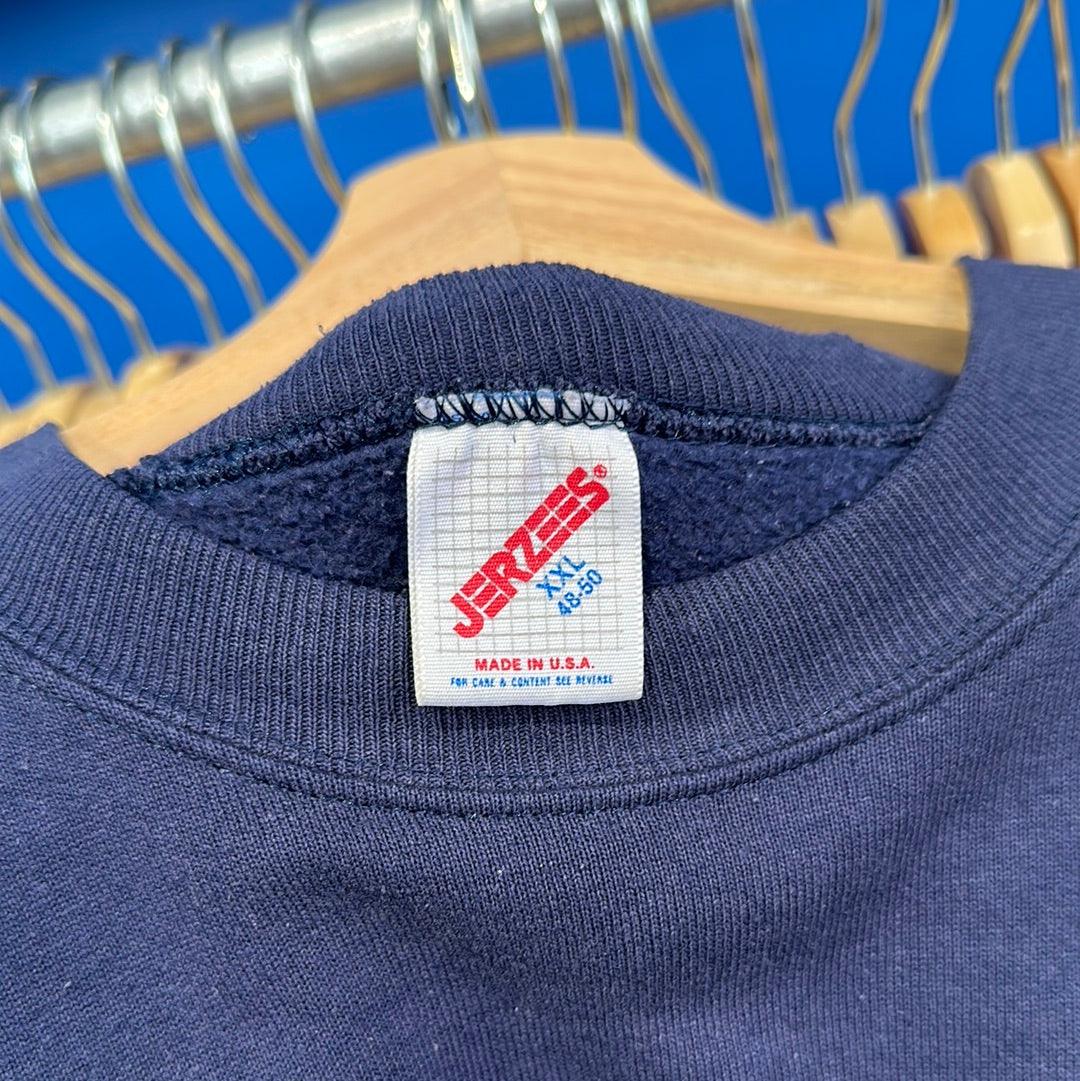 JERZEES®
XXL
48-50
MADE IN U.S.A.
FOR CARE & CONTENT SEE REVERSE